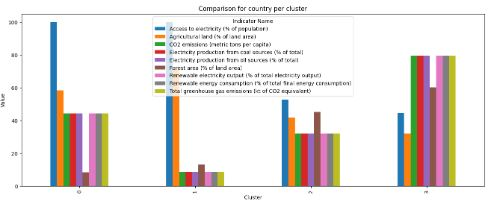 Comparison for country per cluster
Indicator Name
Access to electricity (% of population)
Agricultural land (% of land area)
CO2 emissions (metric tons per capita)
Electricity production from coal sources (% of total)
Electricity production from oil sources (% of total)
Forest area (% of land area)
Renewable electricity output (% of total electricity output)
Renewable energy consumption (% of total final energy consumption)
Total greenhouse gas emissions (kt of CO2 equivalent)
100
80
60
40
20
0
Value
0
1
2
3
Cluster